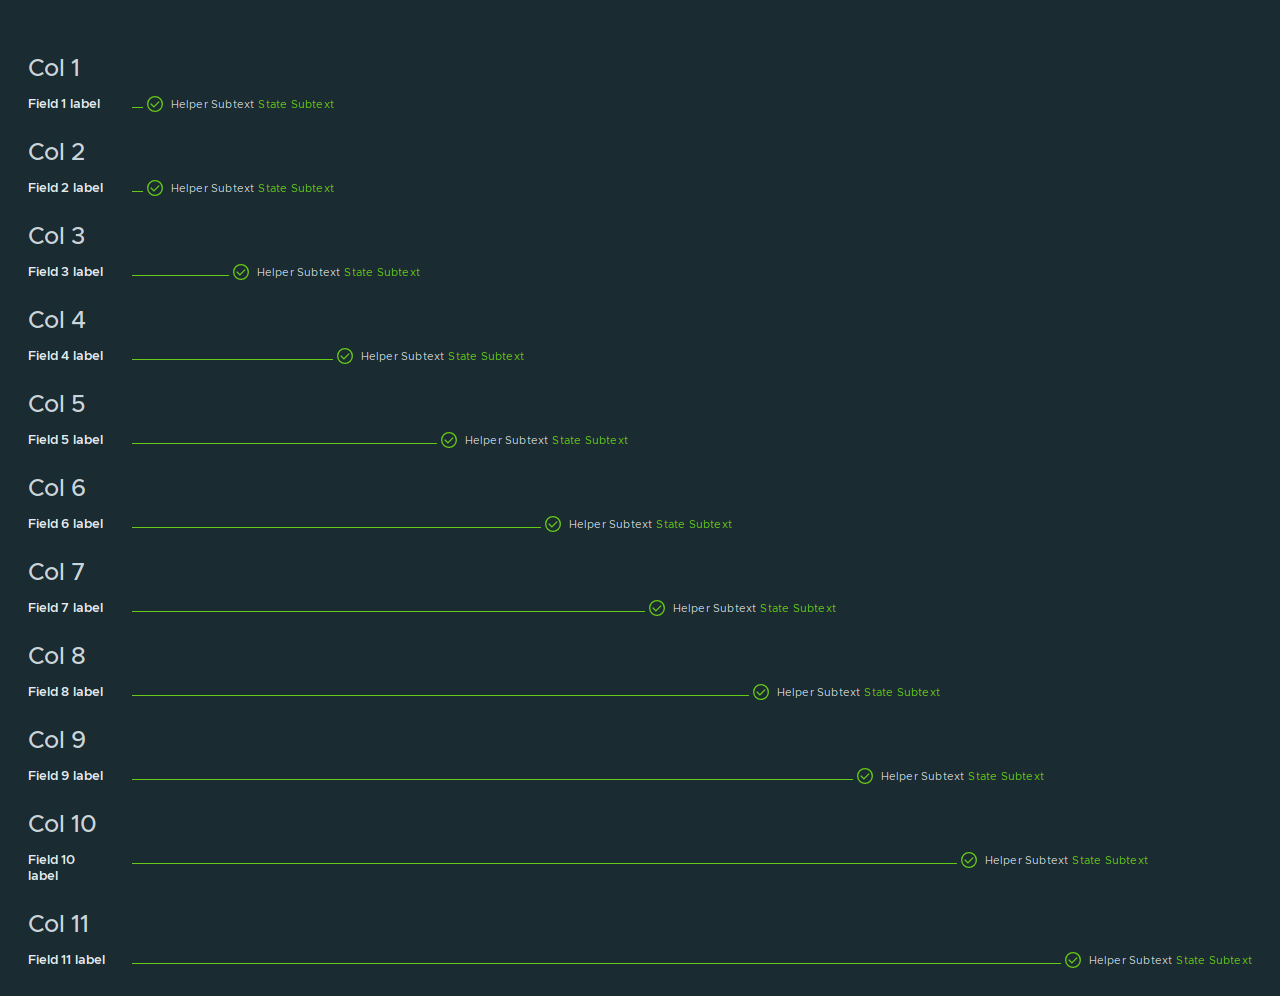 Col 1
Field 1 label Helper Subtext State Subtext
Col 2
Field 2 label Helper Subtext State Subtext
Col 3
Field 3 label Helper Subtext State Subtext
Col 4
Field 4 label Helper Subtext State Subtext
Col 5
Field 5 label Helper Subtext State Subtext
Col 6
Field 6 label Helper Subtext State Subtext
Col 7
Field 7 label Helper Subtext State Subtext
Col 8
Field 8 label Helper Subtext State Subtext
Col 9
Field 9 label Helper Subtext State Subtext
Col 10
Field 10 Helper Subtext State Subtext
label
Col 11
Field 11 label Helper Subtext State Subtext